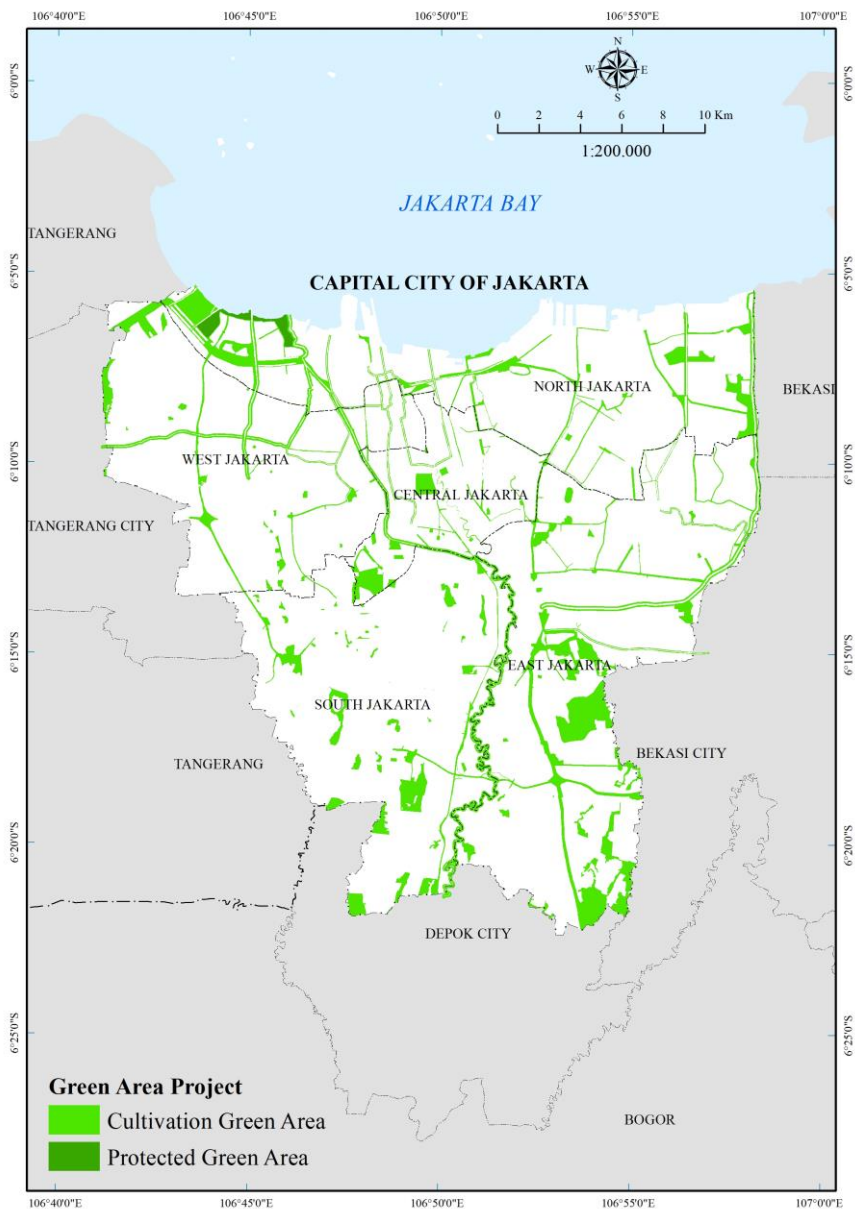 106°40'0"E 106°45'0"E 106°50'0"E 106°55'0"E 107°0'0"E
N
W E
S
0 2 4 6 8 10 Km
1:200.000
6°0'0"S 6°0'0"S
JAKARTA BAY
TANGERANG
6°5'0"S 6°5'0"S
CAPITAL CITY OF JAKARTA
NORTH JAKARTA
BEKASI
6°10'0"S 6°10'0"S
WEST JAKARTA
CENTRAL JAKARTA
TANGERANG CITY
6°15'0"S 6°15'0"S
EAST JAKARTA
SOUTH JAKARTA
BEKASI CITY
TANGERANG
6°20'0"S 6°20'0"S
DEPOK CITY
6°25'0"S 6°25'0"S
Green Area Project
Cultivation Green Area
Protected Green Area
BOGOR
106°40'0"E 106°45'0"E 106°50'0"E 106°55'0"E 107°0'0"E